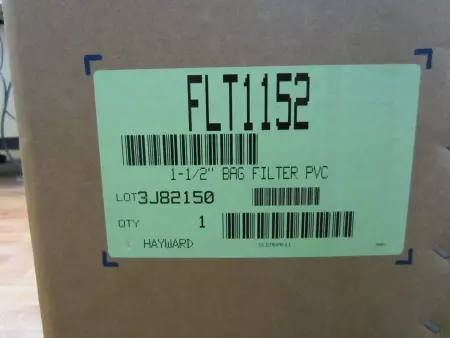 FLT1152
1-1/2" BAG FILTER PVC
LOT 3J82150
QTY 1
HAYWARD